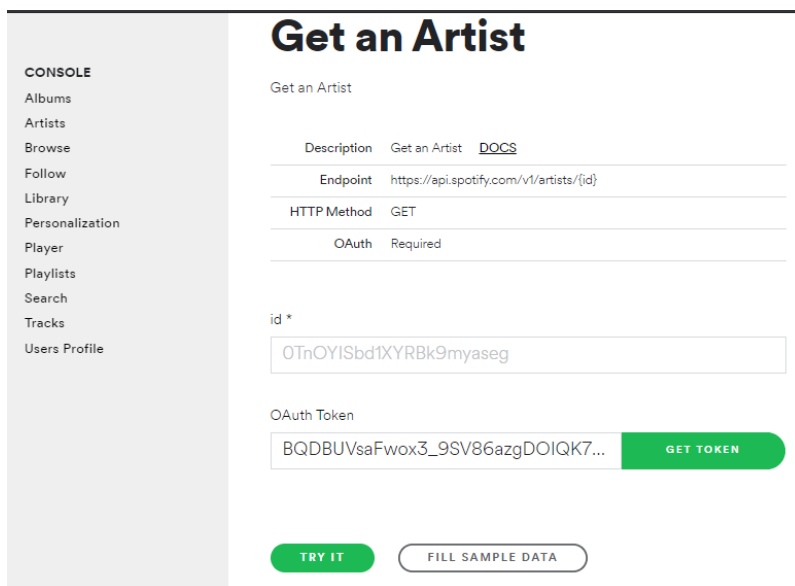 Get an Artist
CONSOLE
Albums
Artists
Browse
Follow
Library
Personalization
Player
Playlists
Search
Tracks
Users Profile
Get an Artist
Description Get an Artist DOCS
Endpoint https://api.spotify.com/v1/artists/{id}
HTTP Method GET
OAuth Required
id *
0TnOYISbd1XYRBk9myaseg
OAuth Token
BQDBUVsaFwox3_9SV86azgDOIQK7...
GET TOKEN
TRY IT
FILL SAMPLE DATA